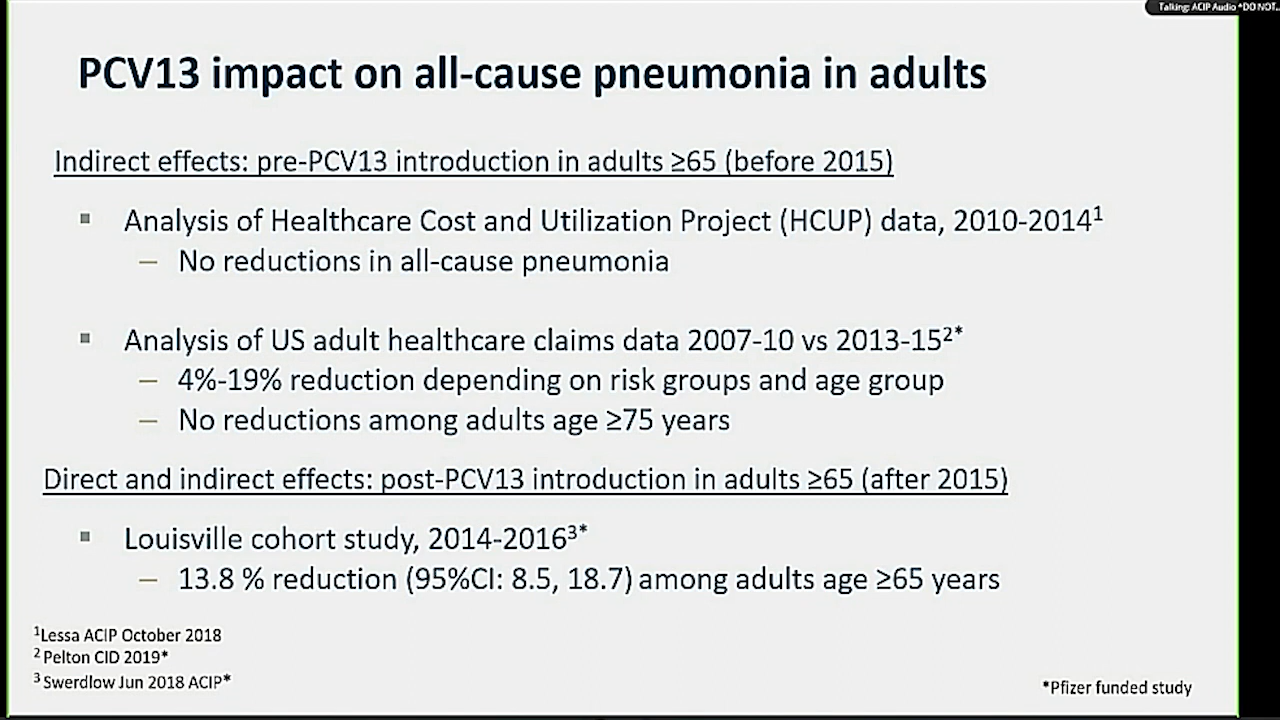 Talking: ACIP Audio *DO NOT...
PCV13 impact on all-cause pneumonia in adults
Indirect effects: pre-PCV13 introduction in adults ≥65 (before 2015)
▪ Analysis of Healthcare Cost and Utilization Project (HCUP) data, 2010-2014¹
– No reductions in all-cause pneumonia
▪ Analysis of US adult healthcare claims data 2007-10 vs 2013-15²*
– 4%-19% reduction depending on risk groups and age group
– No reductions among adults age ≥75 years
Direct and indirect effects: post-PCV13 introduction in adults ≥65 (after 2015)
▪ Louisville cohort study, 2014-2016³*
– 13.8 % reduction (95%CI: 8.5, 18.7) among adults age ≥65 years
¹Lessa ACIP October 2018
² Pelton CID 2019*
³ Swerdlow Jun 2018 ACIP*
*Pfizer funded study